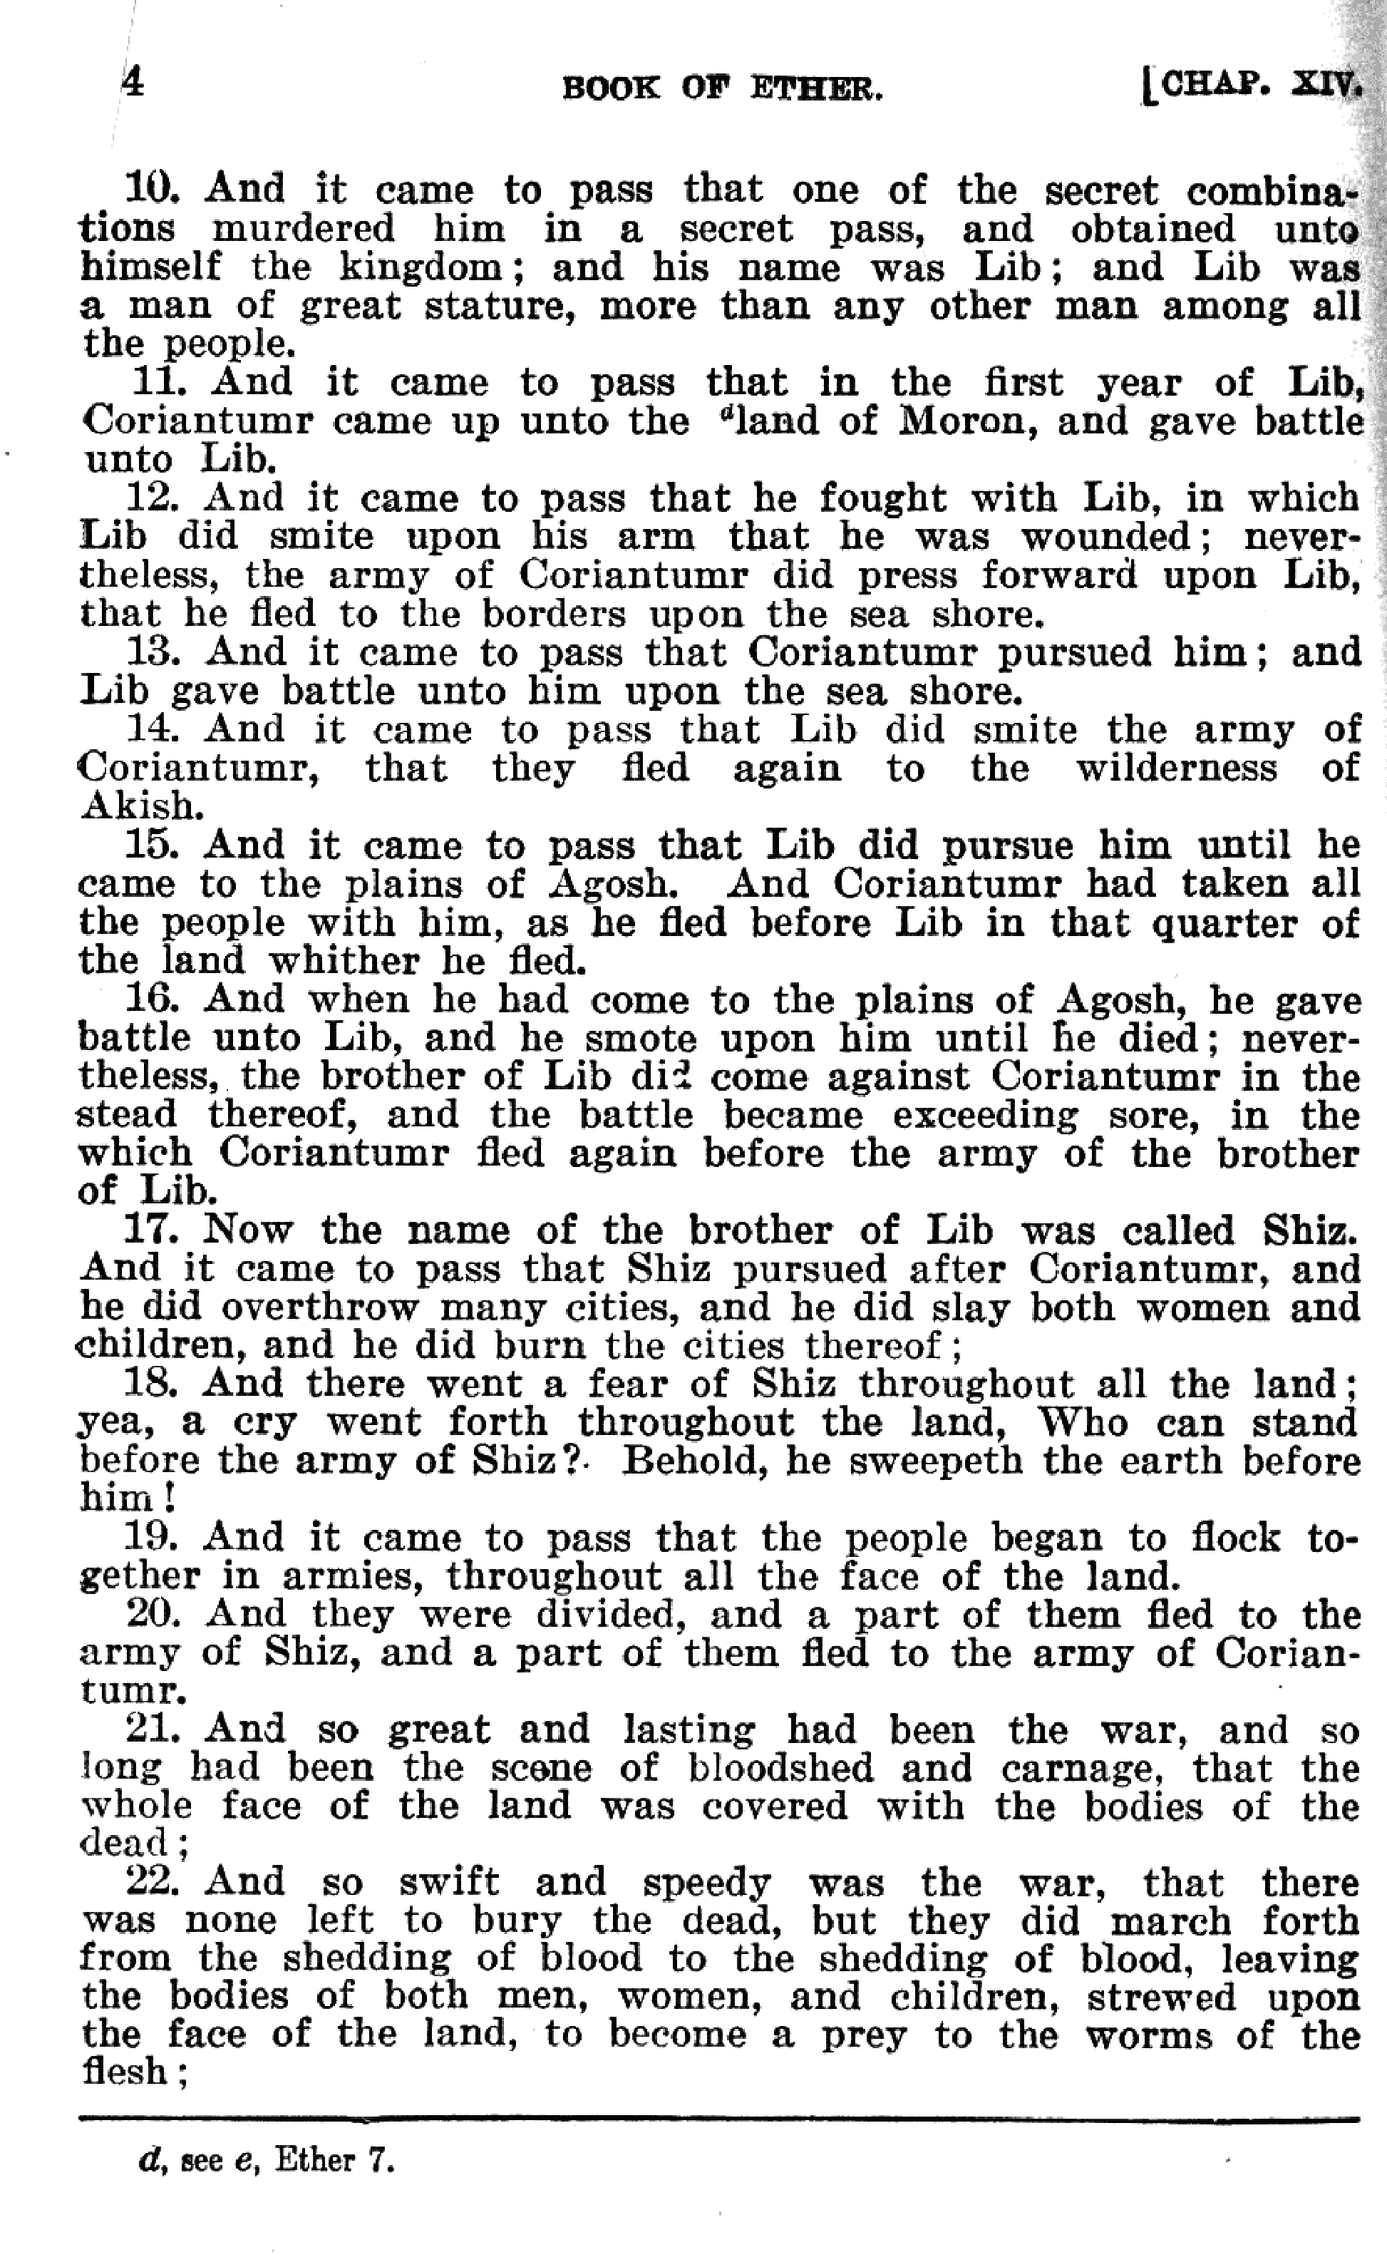 4 BOOK OF ETHER. [CHAP. XIV.
10. And it came to pass that one of the secret combina-
tions murdered him in a secret pass, and obtained unto
himself the kingdom; and his name was Lib; and Lib was
a man of great stature, more than any other man among all
the people.
11. And it came to pass that in the first year of Lib,
Coriantumr came up unto the dland of Moron, and gave battle
unto Lib.
12. And it came to pass that he fought with Lib, in which
Lib did smite upon his arm that he was wounded; never-
theless, the army of Coriantumr did press forward upon Lib,
that he fled to the borders upon the sea shore.
13. And it came to pass that Coriantumr pursued him; and
Lib gave battle unto him upon the sea shore.
14. And it came to pass that Lib did smite the army of
Coriantumr, that they fled again to the wilderness of
Akish.
15. And it came to pass that Lib did pursue him until he
came to the plains of Agosh. And Coriantumr had taken all
the people with him, as he fled before Lib in that quarter of
the land whither he fled.
16. And when he had come to the plains of Agosh, he gave
battle unto Lib, and he smote upon him until he died; never-
theless, the brother of Lib did come against Coriantumr in the
stead thereof, and the battle became exceeding sore, in the
which Coriantumr fled again before the army of the brother
of Lib.
17. Now the name of the brother of Lib was called Shiz.
And it came to pass that Shiz pursued after Coriantumr, and
he did overthrow many cities, and he did slay both women and
children, and he did burn the cities thereof;
18. And there went a fear of Shiz throughout all the land;
yea, a cry went forth throughout the land, Who can stand
before the army of Shiz? Behold, he sweepeth the earth before
him!
19. And it came to pass that the people began to flock to-
gether in armies, throughout all the face of the land.
20. And they were divided, and a part of them fled to the
army of Shiz, and a part of them fled to the army of Corian-
tumr.
21. And so great and lasting had been the war, and so
long had been the scene of bloodshed and carnage, that the
whole face of the land was covered with the bodies of the
dead;
22. And so swift and speedy was the war, that there
was none left to bury the dead, but they did march forth
from the shedding of blood to the shedding of blood, leaving
the bodies of both men, women, and children, strewed upon
the face of the land, to become a prey to the worms of the
flesh;
d, see e, Ether 7.